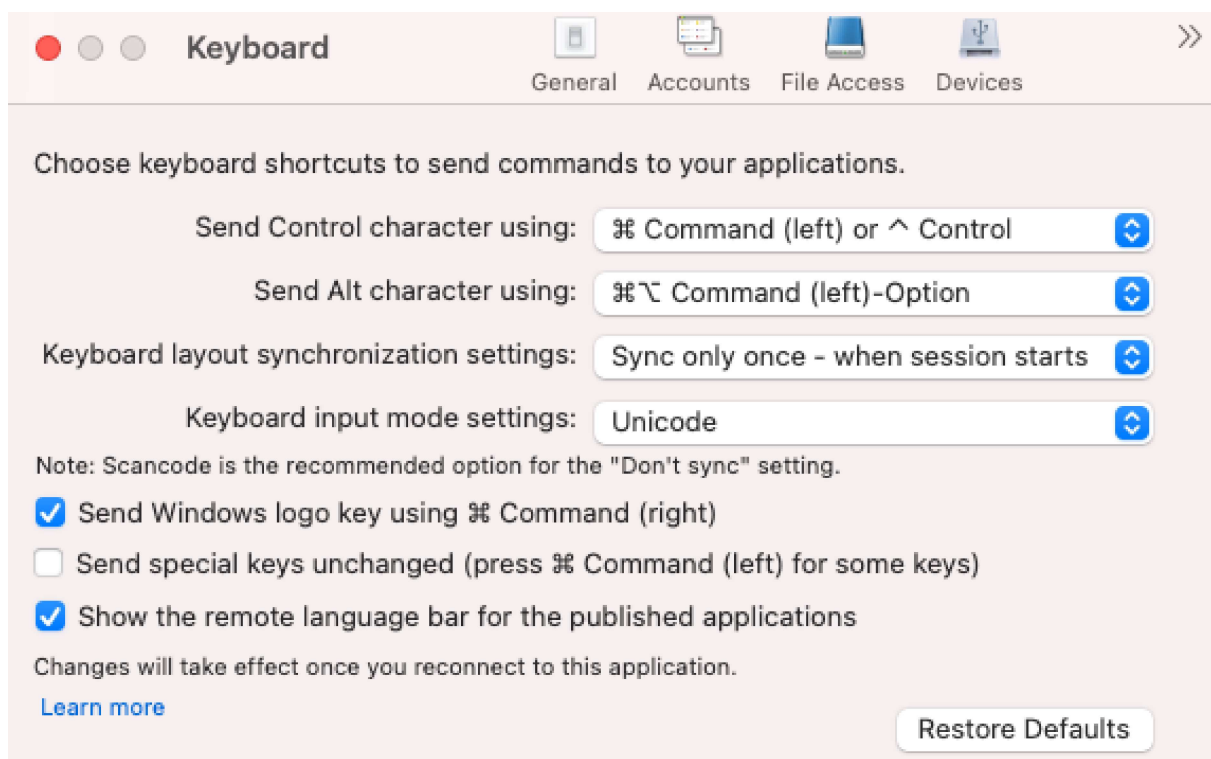 Keyboard
General Accounts File Access Devices
Choose keyboard shortcuts to send commands to your applications.
Send Control character using: ⌘ Command (left) or ^ Control
Send Alt character using: ⌘⌥ Command (left)-Option
Keyboard layout synchronization settings: Sync only once - when session starts
Keyboard input mode settings: Unicode
Note: Scancode is the recommended option for the "Don't sync" setting.
Send Windows logo key using ⌘ Command (right)
Send special keys unchanged (press ⌘ Command (left) for some keys)
Show the remote language bar for the published applications
Changes will take effect once you reconnect to this application.
Learn more
Restore Defaults